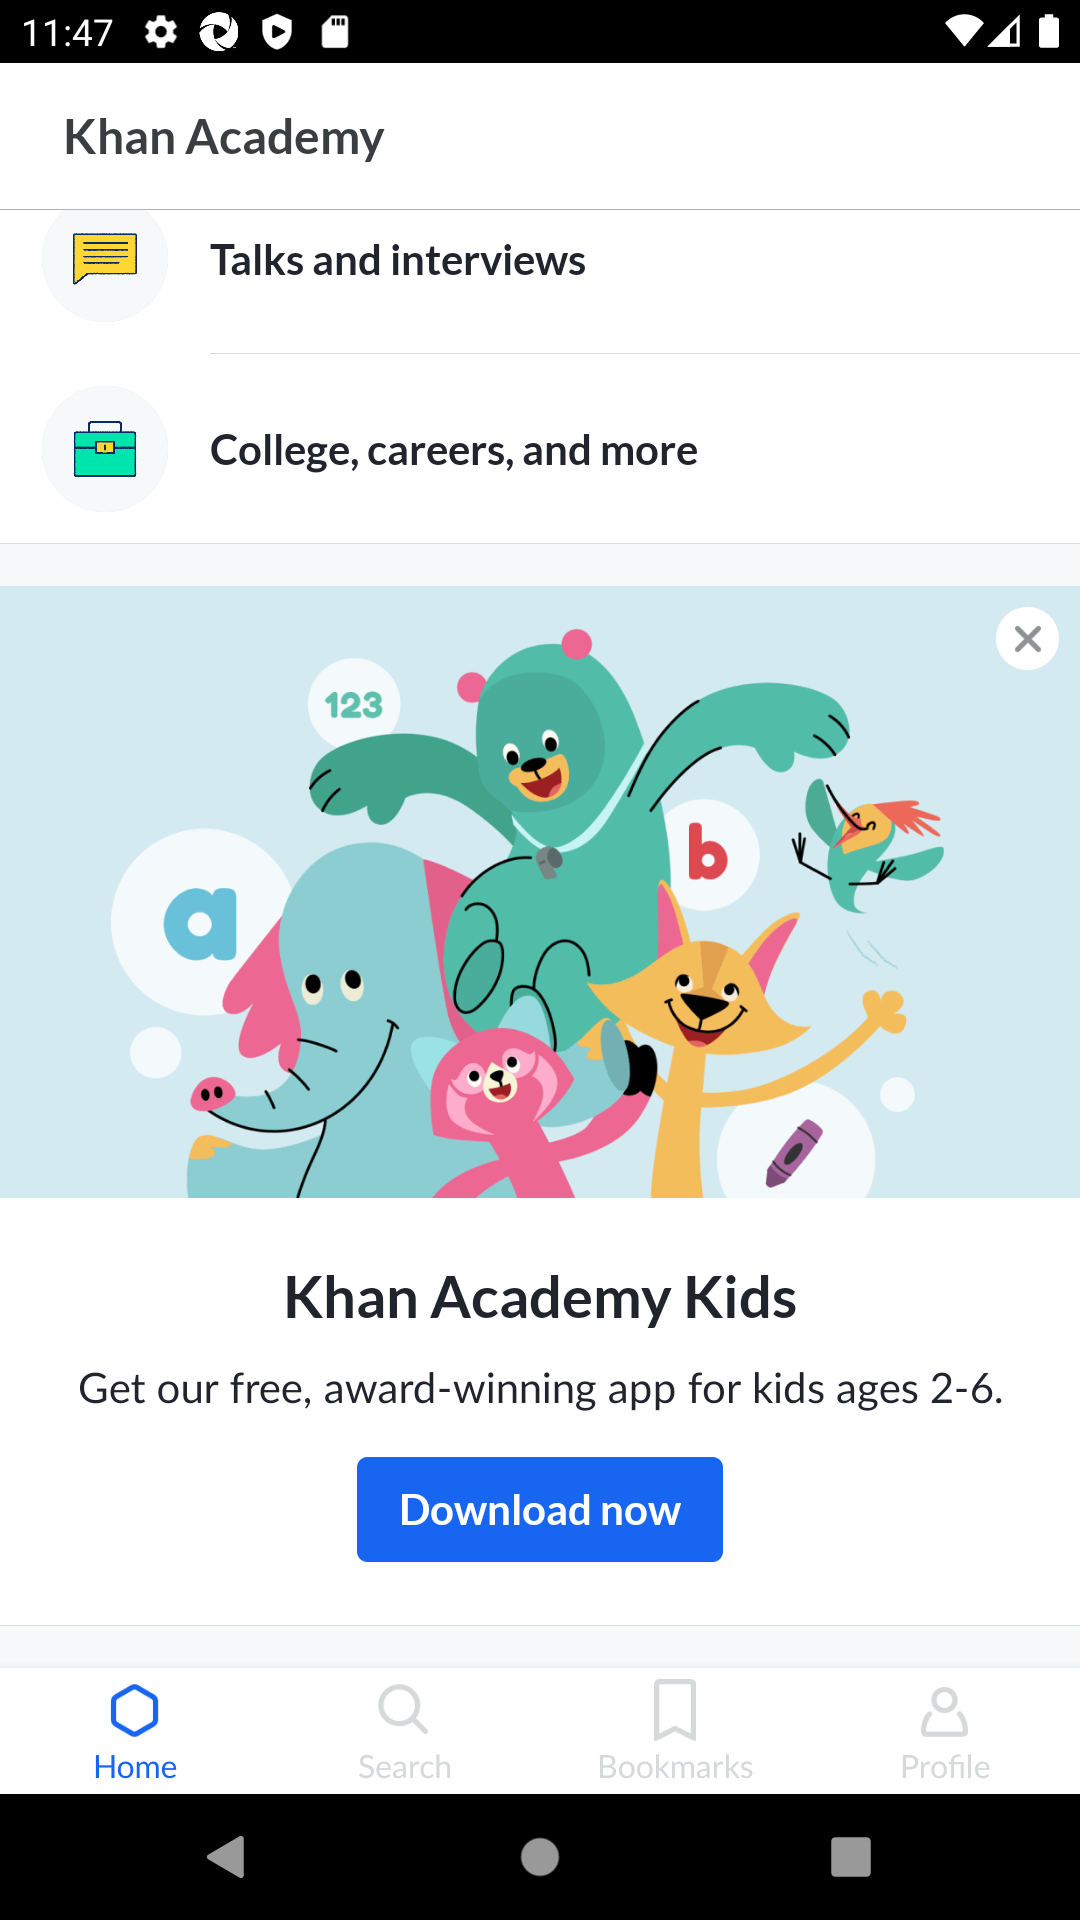 11:47
Khan Academy
Talks and interviews
College, careers, and more
123
a
b
Khan Academy Kids
Get our free, award-winning app for kids ages 2-6.
Download now
Home
Search
Bookmarks
Profile